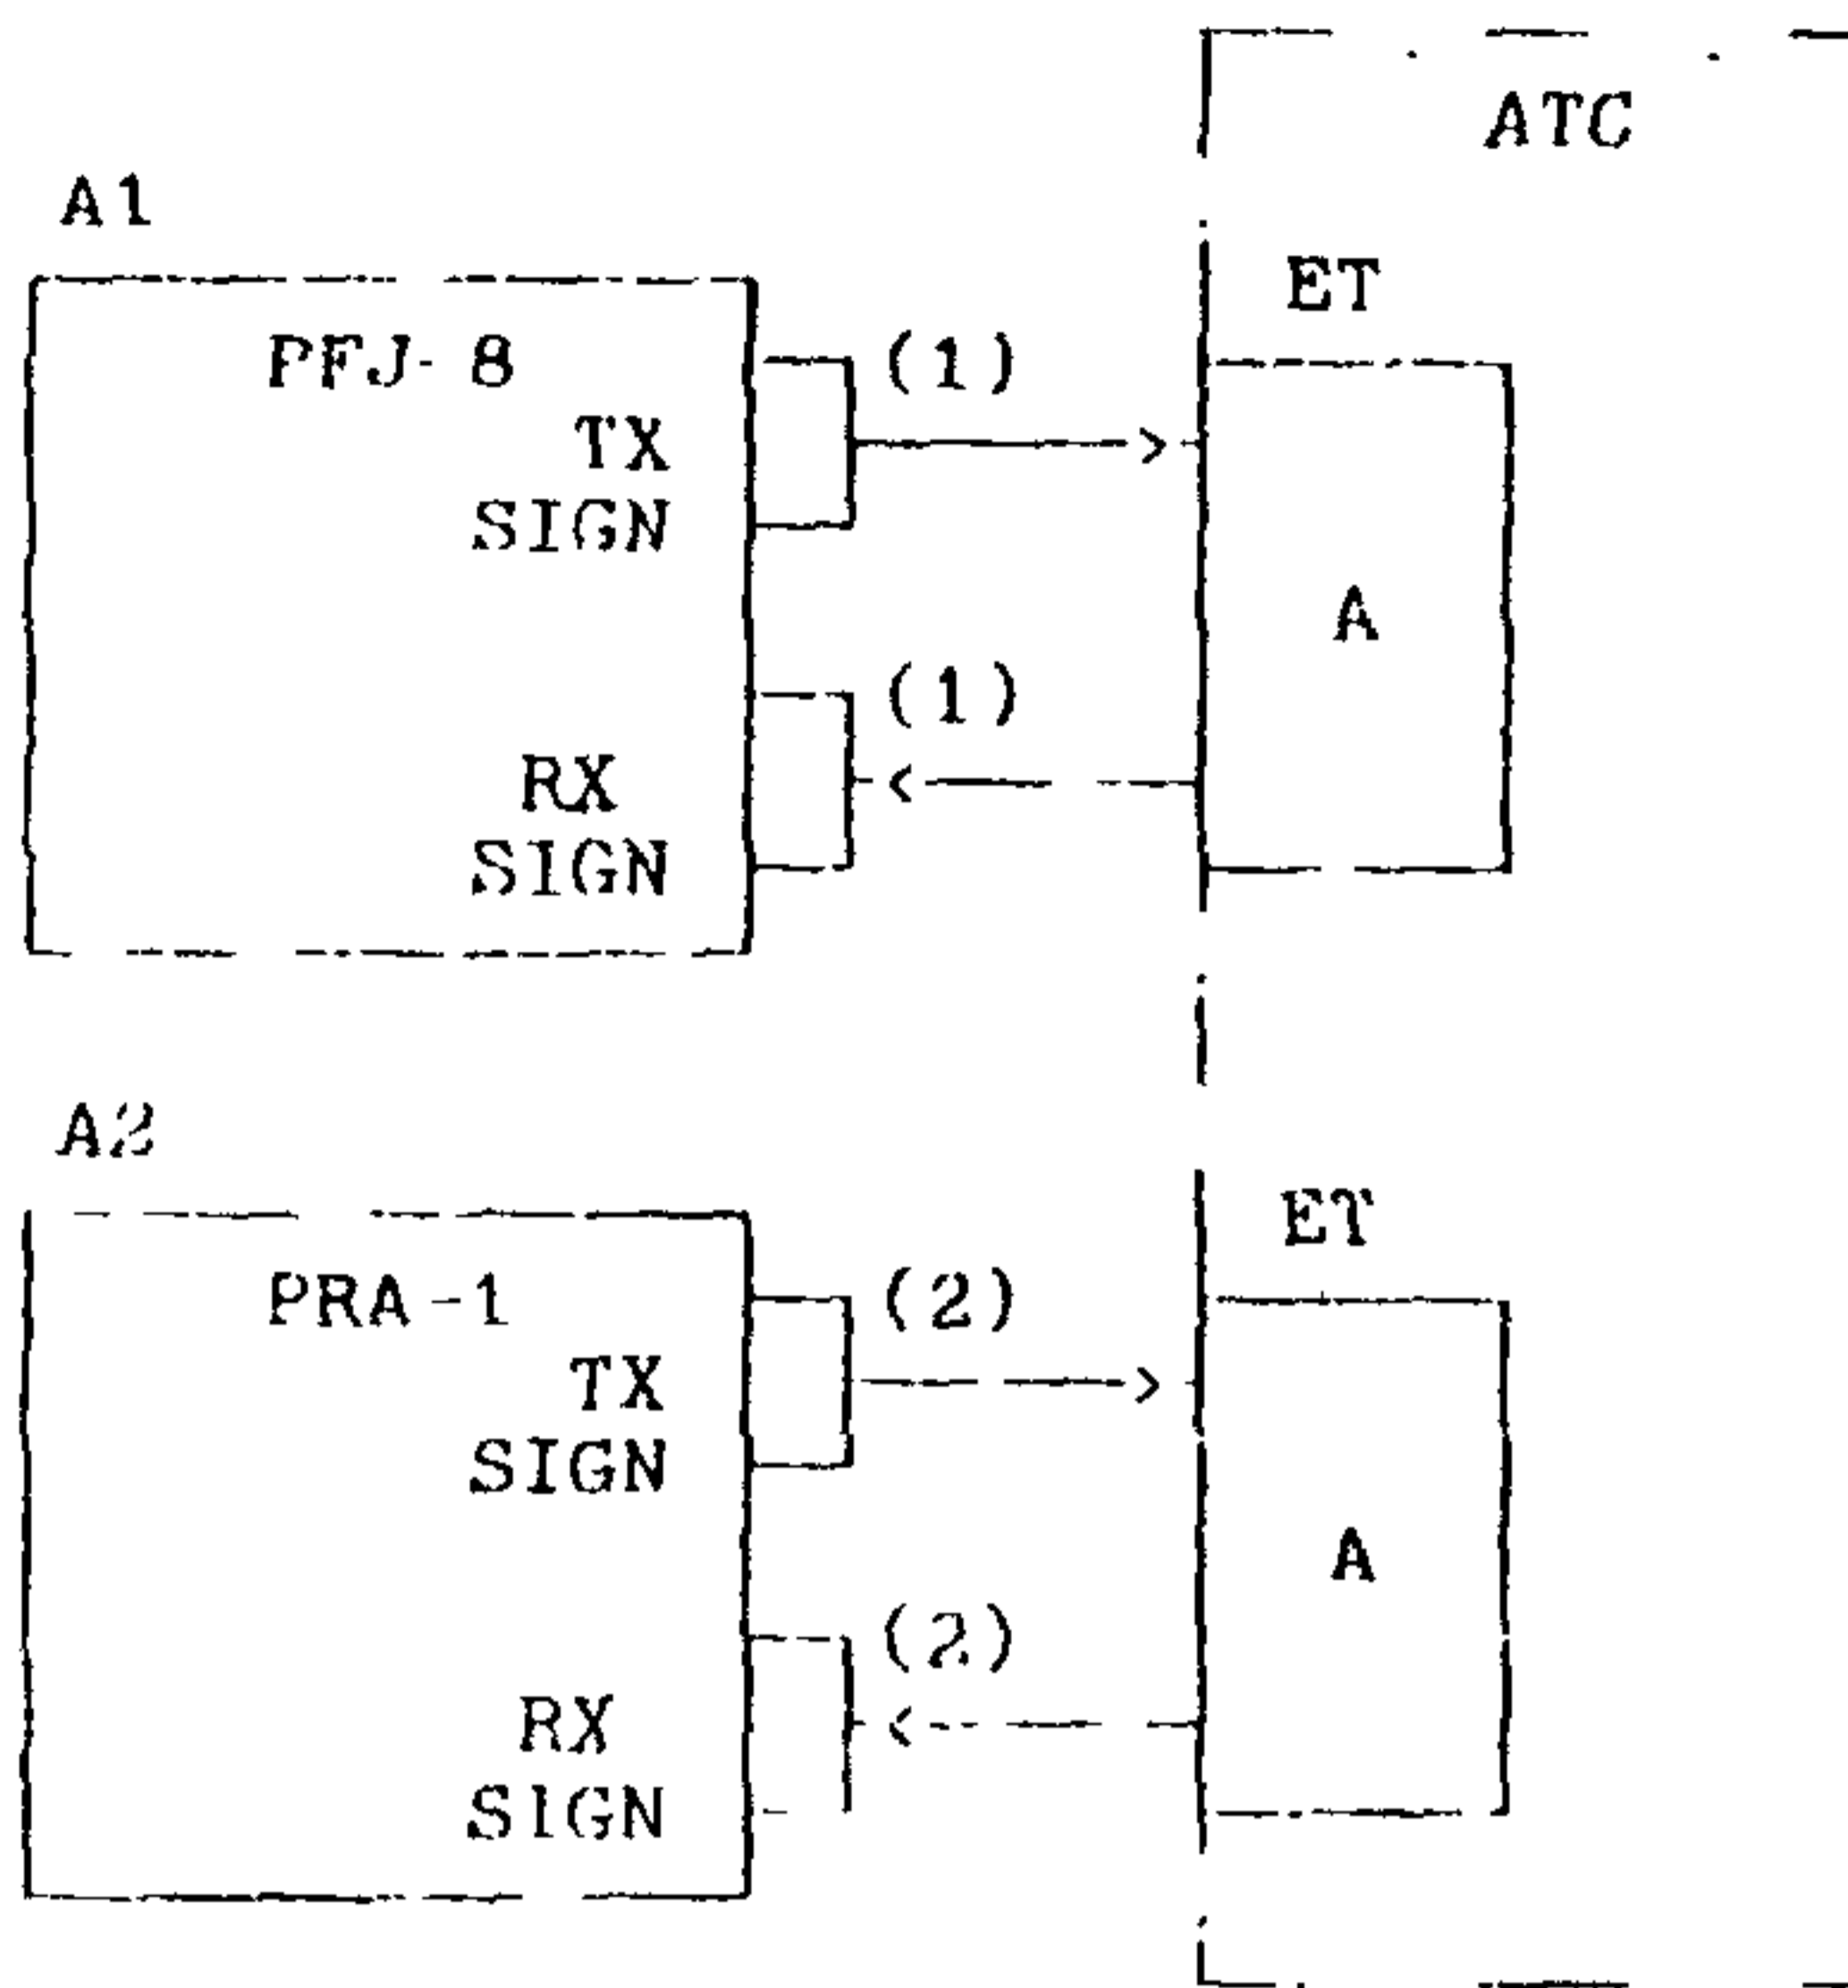 ATC
A1
ET
PFJ-8
(1)
TX
SIGN
A
(1)
RX
SIGN
A2
ET
PRA-1
(2)
TX
SIGN
A
(2)
RX
SIGN